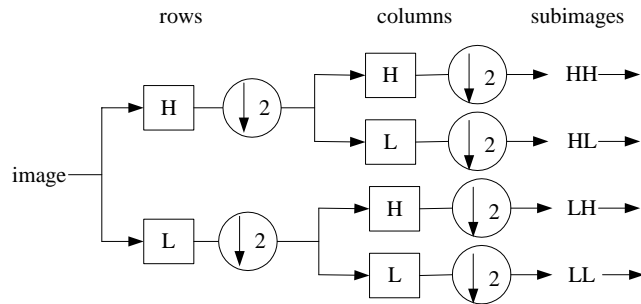 rows columns subimages
H 2 H 2 HH
L 2 HL
image
L 2 H 2 LH
L 2 LL